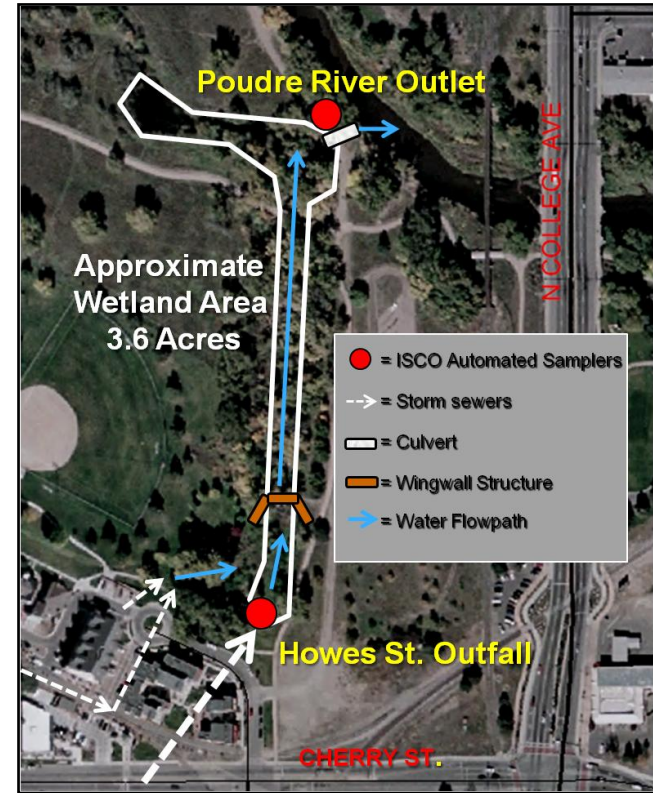 Poudre River Outlet
N COLLEGE AVE
Approximate
Wetland Area
3.6 Acres
= ISCO Automated Samplers
= Storm sewers
= Culvert
= Wingwall Structure
= Water Flowpath
Howes St. Outfall
CHERRY ST.